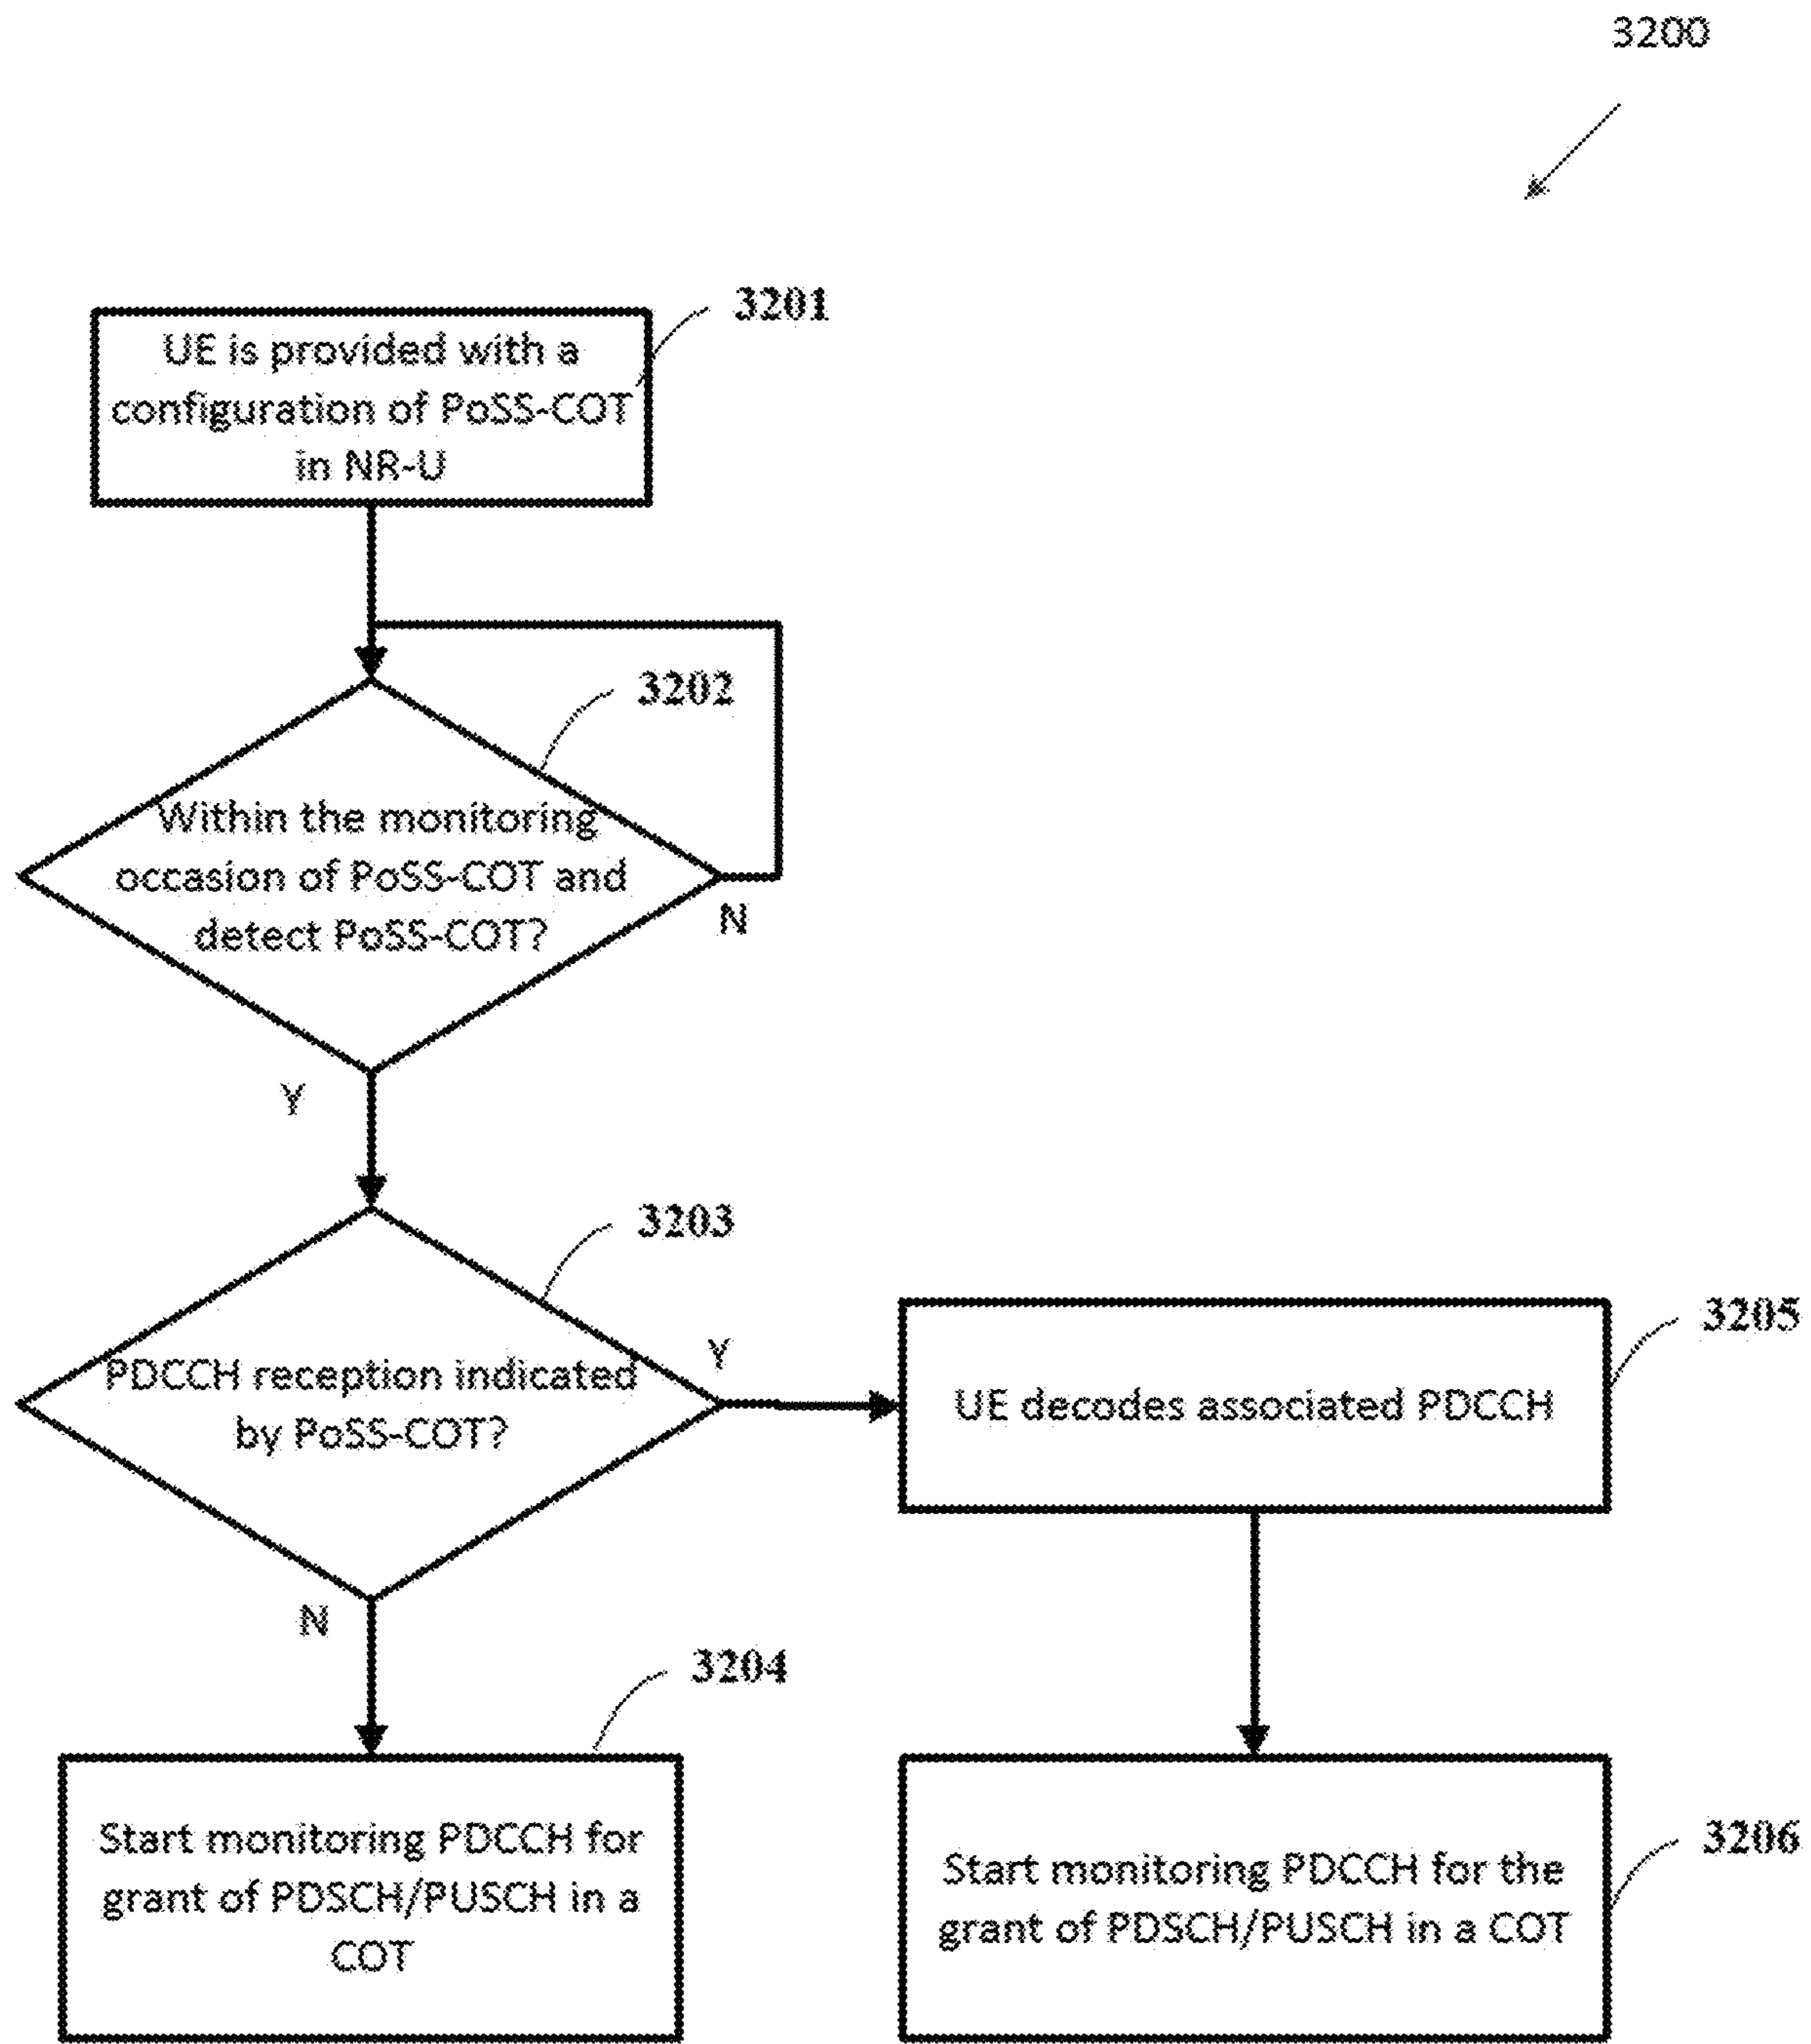 3200
3201
UE is provided with a
configuration of PoSS-COT
in NR-U
3202
Within the monitoring
occasion of PoSS-COT and
detect PoSS-COT?
N
Y
3203
PDCCH reception indicated
by PoSS-COT?
Y
3205
UE decodes associated PDCCH
N
3204
Start monitoring PDCCH for
grant of PDSCH/PUSCH in a
COT
3206
Start monitoring PDCCH for the
grant of PDSCH/PUSCH in a COT